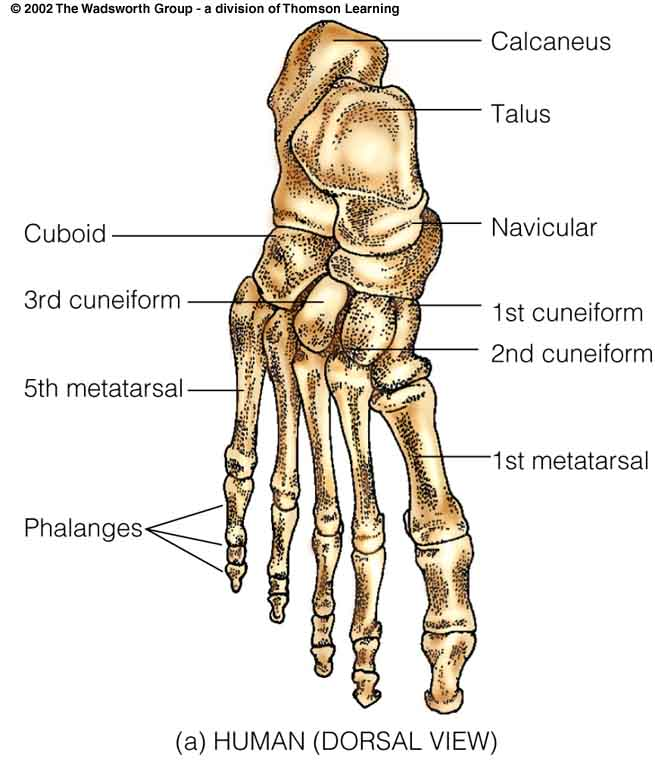 © 2002 The Wadsworth Group - a division of Thomson Learning
Calcaneus
Talus
Navicular
Cuboid
3rd cuneiform
1st cuneiform
2nd cuneiform
5th metatarsal
1st metatarsal
Phalanges
(a) HUMAN (DORSAL VIEW)